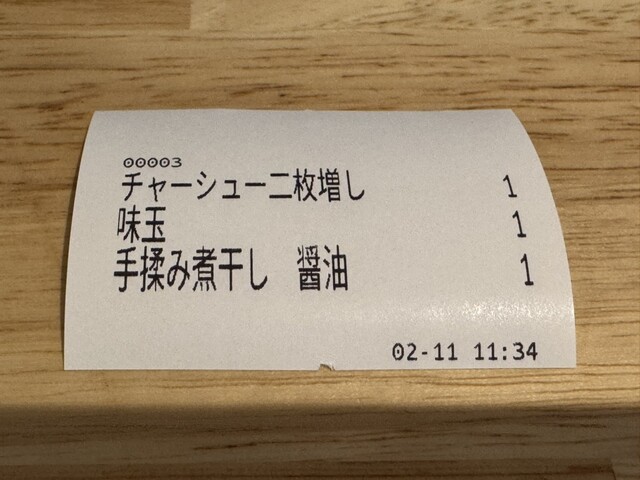 00003
チャーシュー二枚増し 1
味玉 1
手揉み煮干し 醤油 1
02-11 11:34